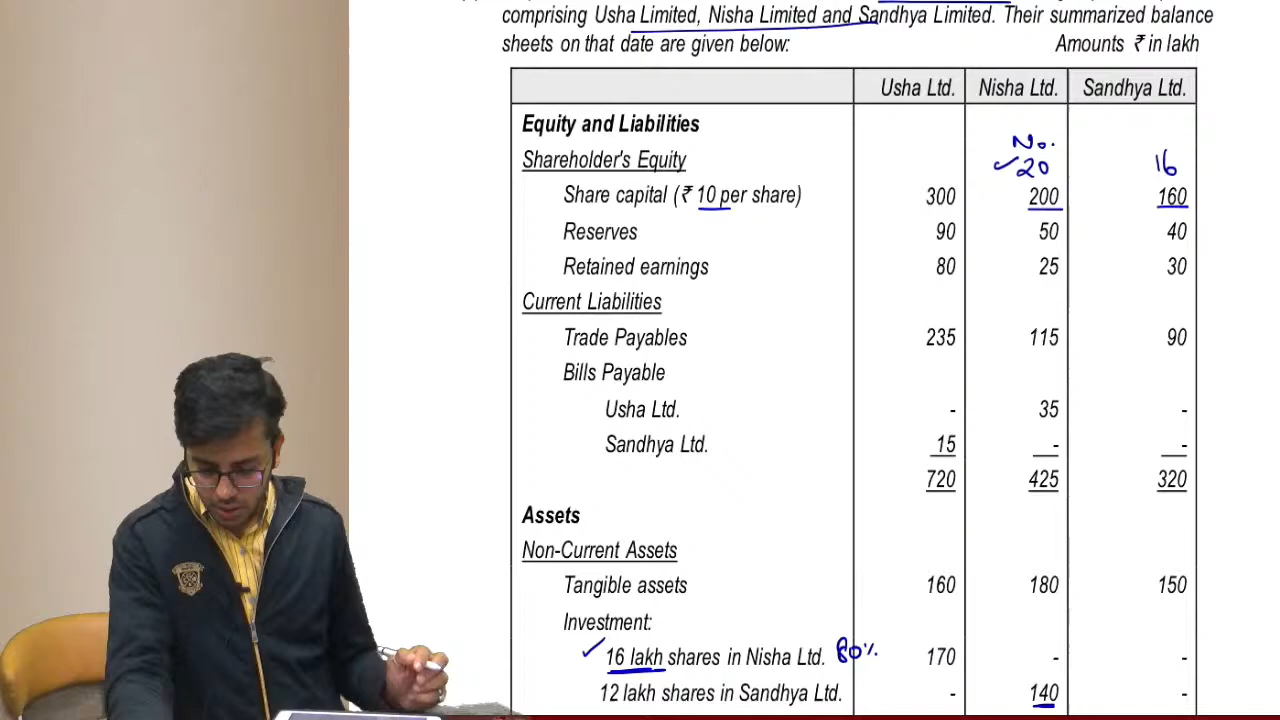 comprising Usha Limited, Nisha Limited and Sandhya Limited. Their summarized balance
sheets on that date are given below: Amounts ₹ in lakh
Usha Ltd. Nisha Ltd. Sandhya Ltd.
Equity and Liabilities
No.
Shareholder's Equity 20 16
Share capital (₹ 10 per share) 300 200 160
Reserves 90 50 40
Retained earnings 80 25 30
Current Liabilities
Trade Payables 235 115 90
Bills Payable
Usha Ltd. - 35 -
Sandhya Ltd. 15 - -
720 425 320
Assets
Non-Current Assets
Tangible assets 160 180 150
Investment:
16 lakh shares in Nisha Ltd. 80% 170 - -
12 lakh shares in Sandhya Ltd. - 140 -